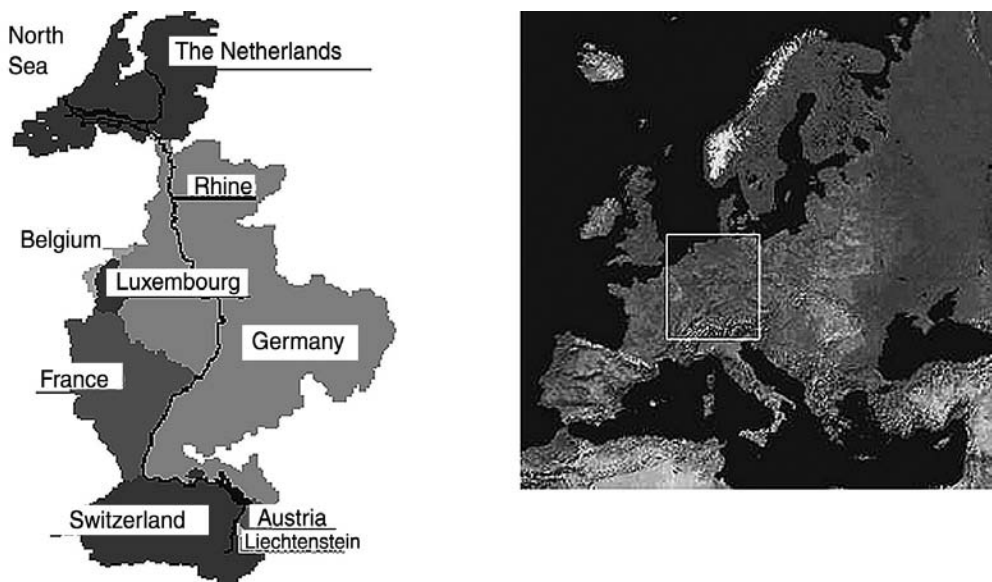 North
Sea
The Netherlands
Rhine
Belgium
Luxembourg
Germany
France
Switzerland
Austria
Liechtenstein